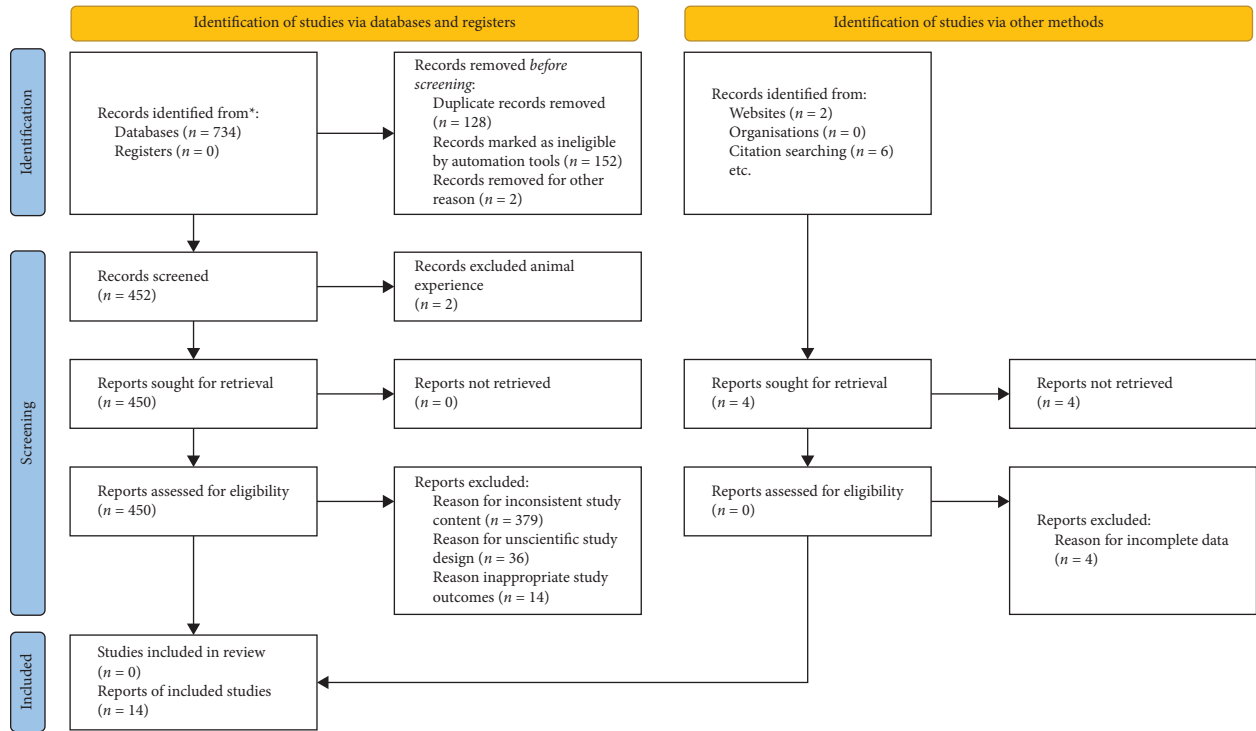 Identification of studies via databases and registers
Identification of studies via other methods
Identification
Records identified from*:
Databases (n = 734)
Registers (n = 0)
Records removed before
screening:
Duplicate records removed
(n = 128)
Records marked as ineligible
by automation tools (n = 152)
Records removed for other
reason (n = 2)
Records identified from:
Websites (n = 2)
Organisations (n = 0)
Citation searching (n = 6)
etc.
Screening
Records screened
(n = 452)
Records excluded animal
experience
(n = 2)
Reports sought for retrieval
(n = 450)
Reports not retrieved
(n = 0)
Reports sought for retrieval
(n = 4)
Reports not retrieved
(n = 4)
Reports assessed for eligibility
(n = 450)
Reports excluded:
Reason for inconsistent study
content (n = 379)
Reason for unscientific study
design (n = 36)
Reason inappropriate study
outcomes (n = 14)
Reports assessed for eligibility
(n = 0)
Reports excluded:
Reason for incomplete data
(n = 4)
Included
Studies included in review
(n = 0)
Reports of included studies
(n = 14)